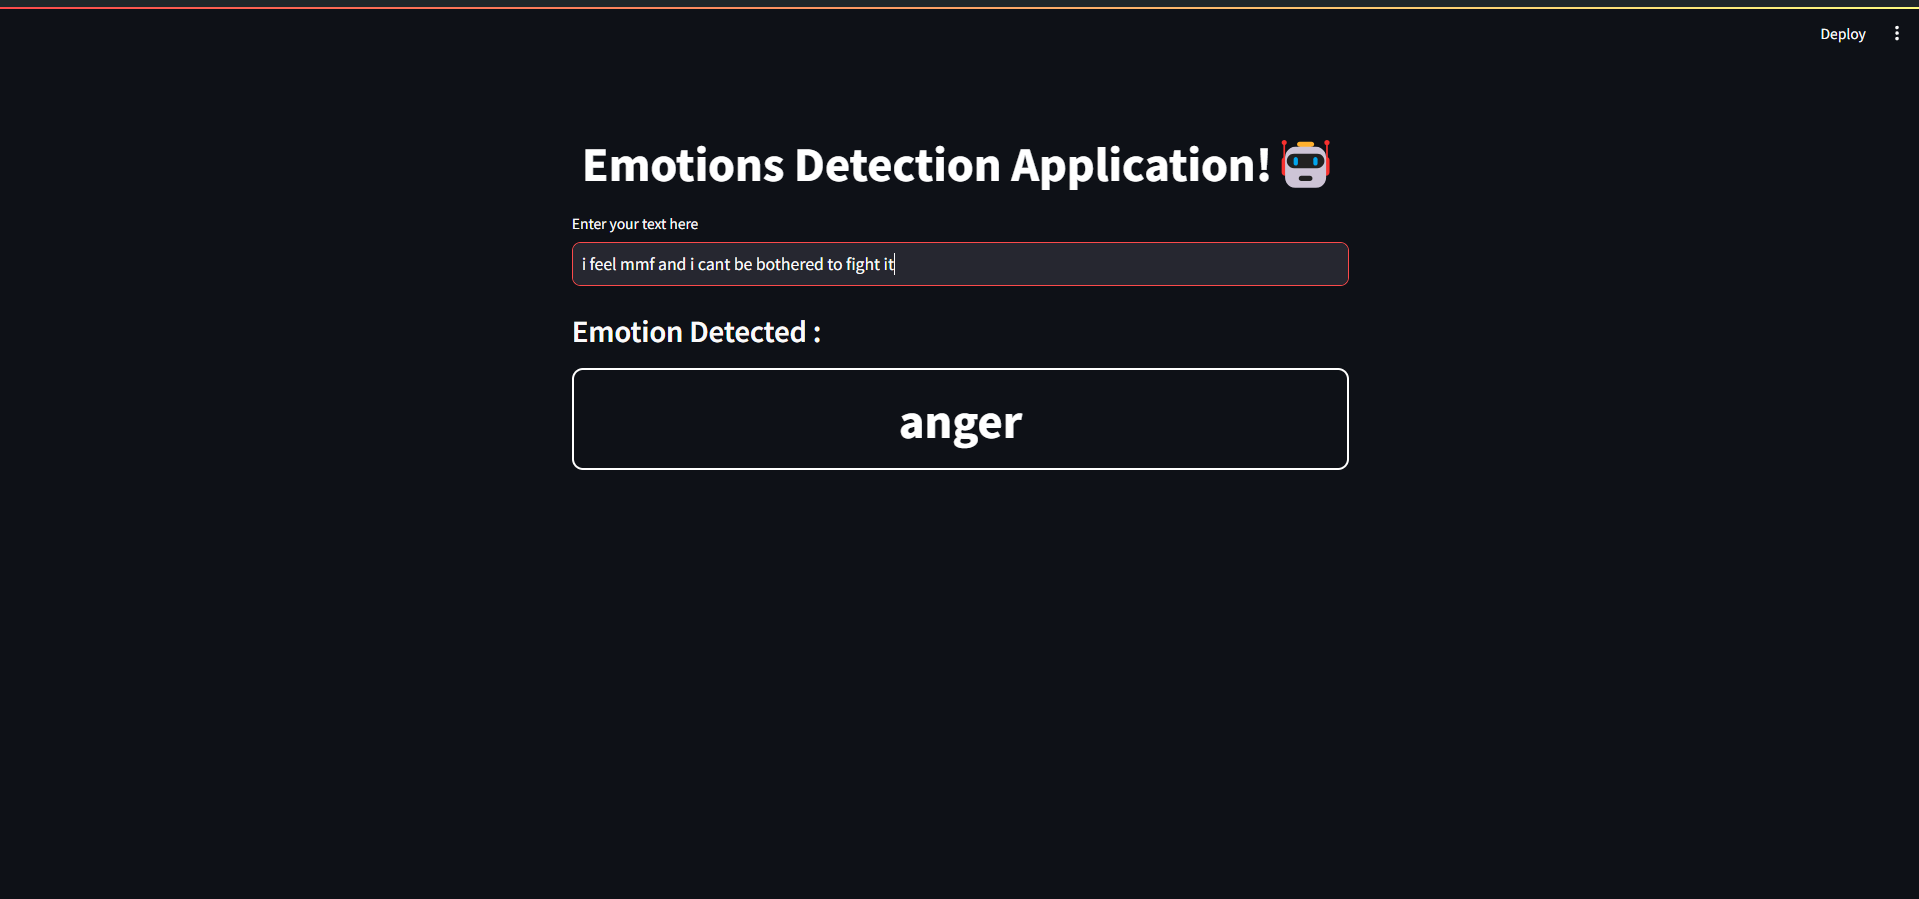 Deploy
Emotions Detection Application!
Enter your text here
i feel mmf and i cant be bothered to fight it
Emotion Detected :
anger